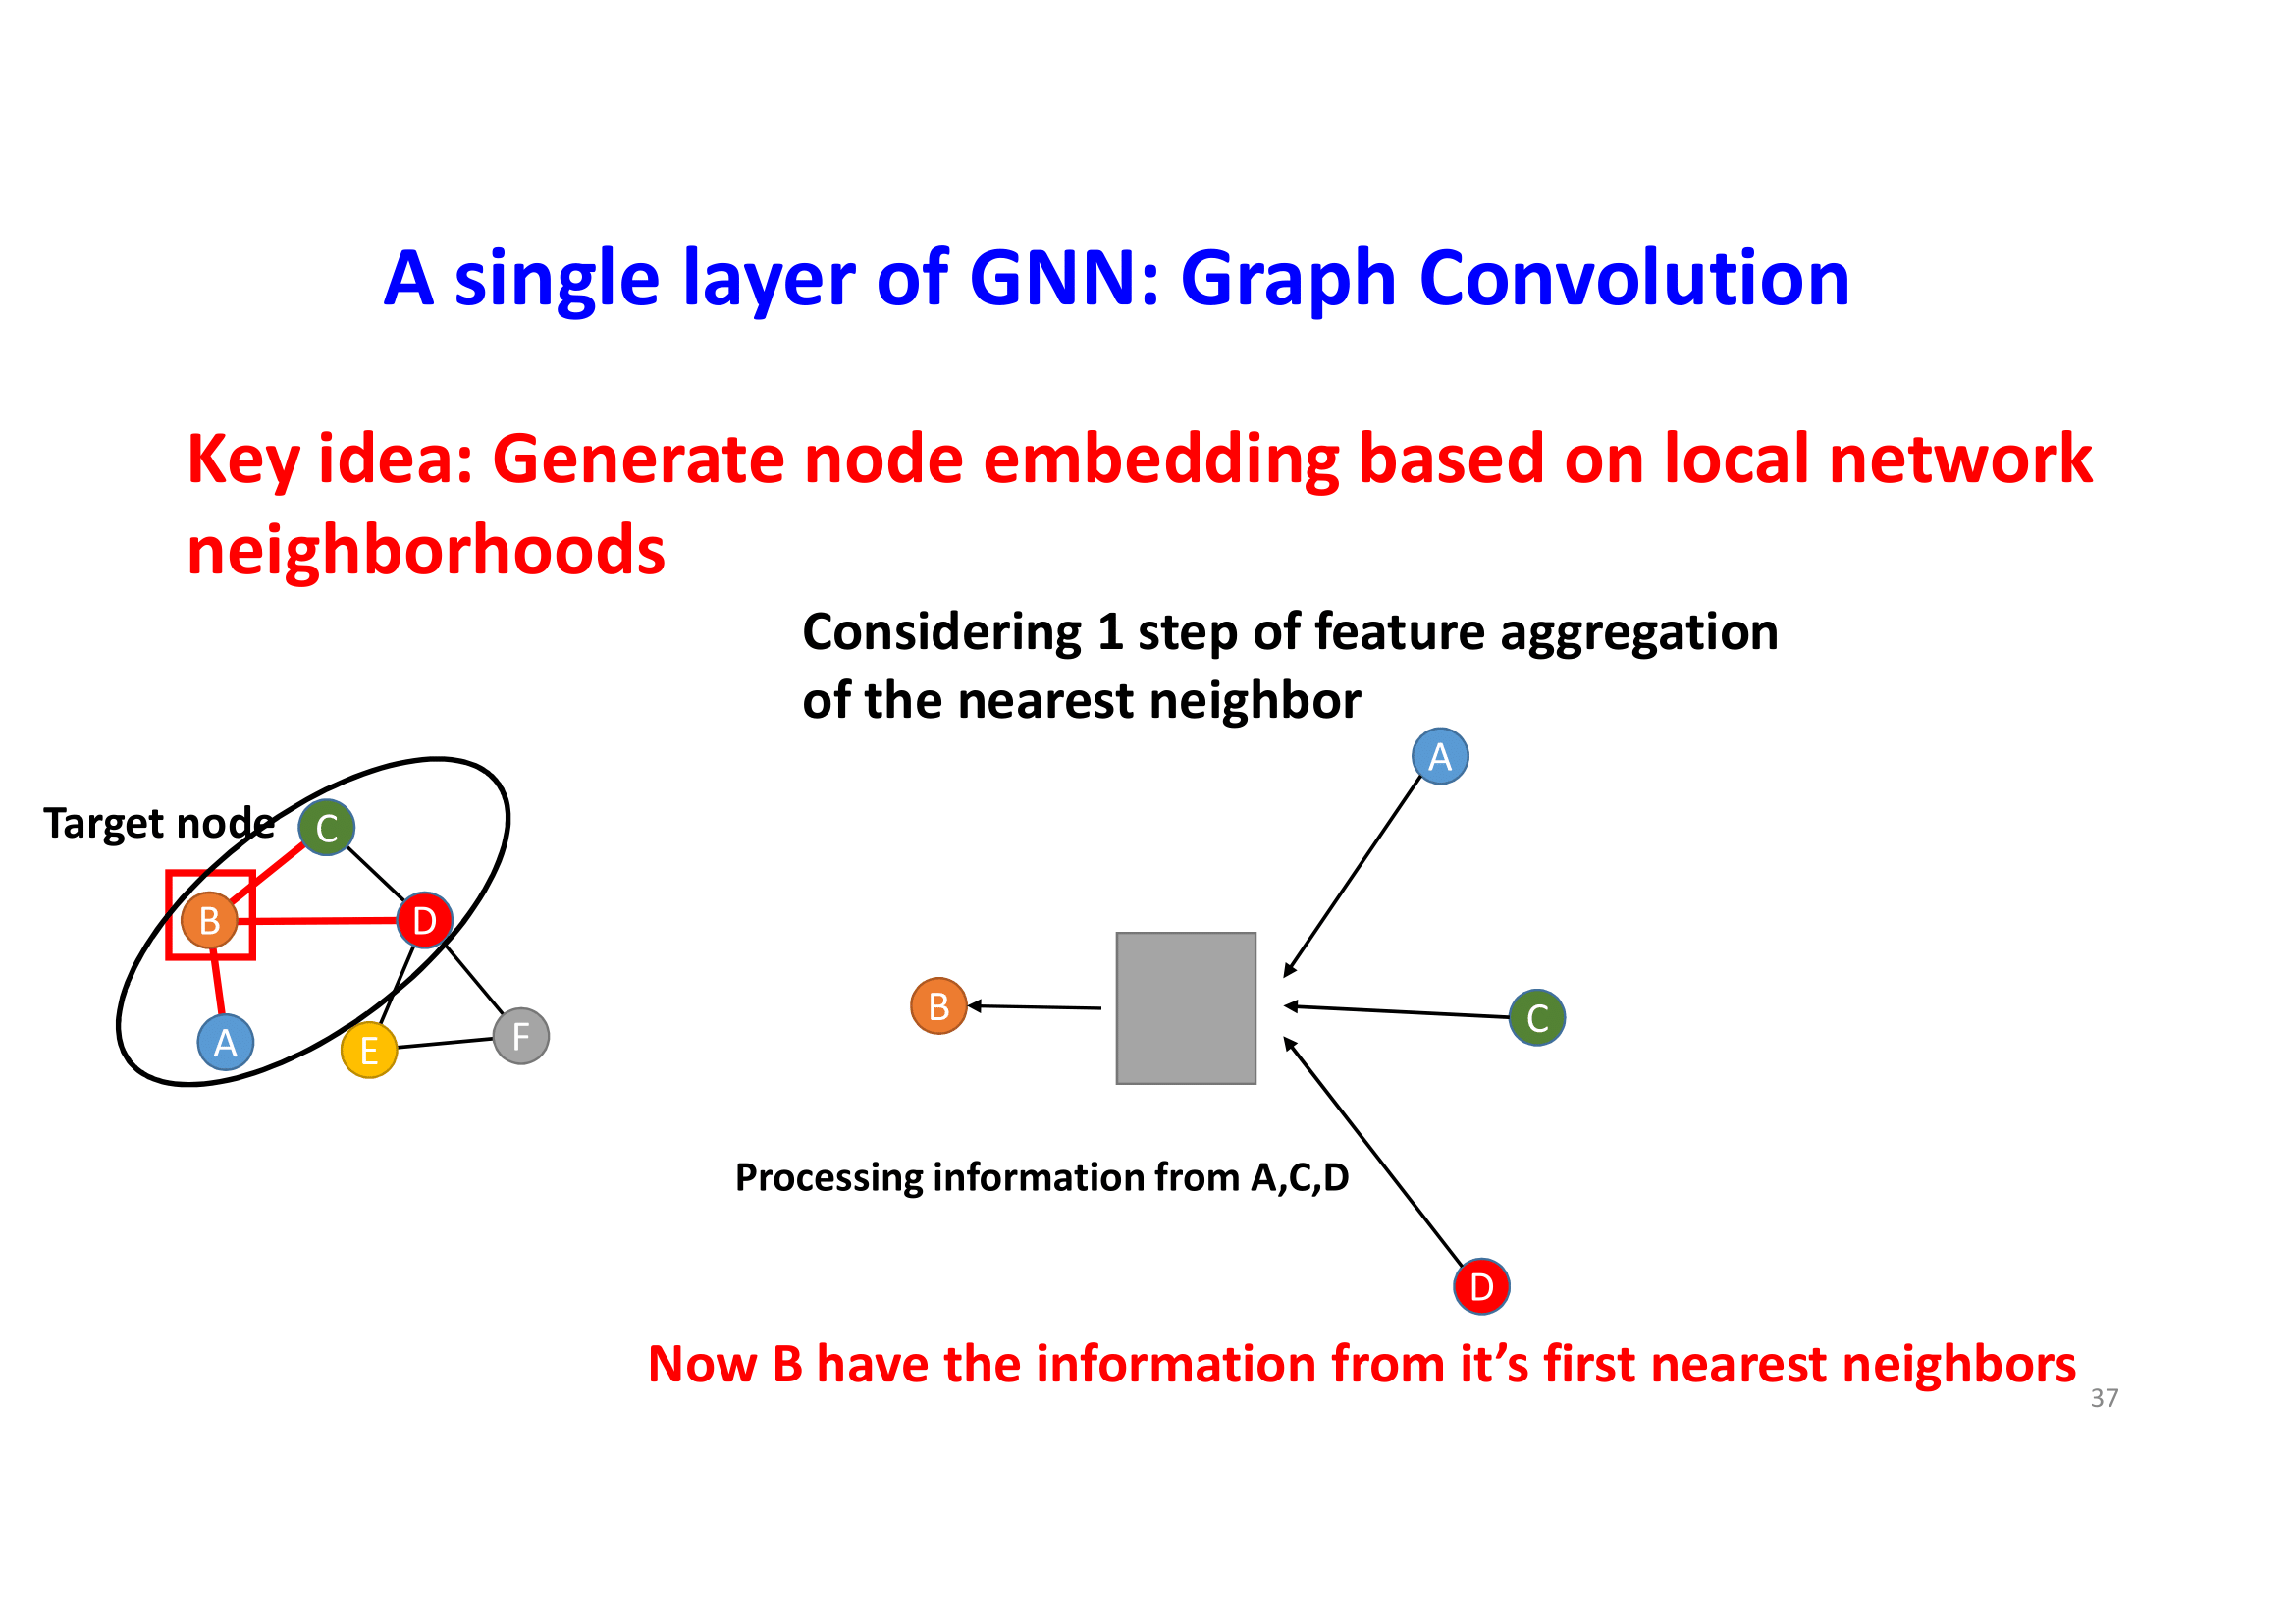 A single layer of GNN: Graph Convolution
Key idea: Generate node embedding based on local network
neighborhoods
Considering 1 step of feature aggregation
of the nearest neighbor
Target node
C
B
D
A
E
F
A
B
C
D
Processing information from A,C,D
Now B have the information from it’s first nearest neighbors
37